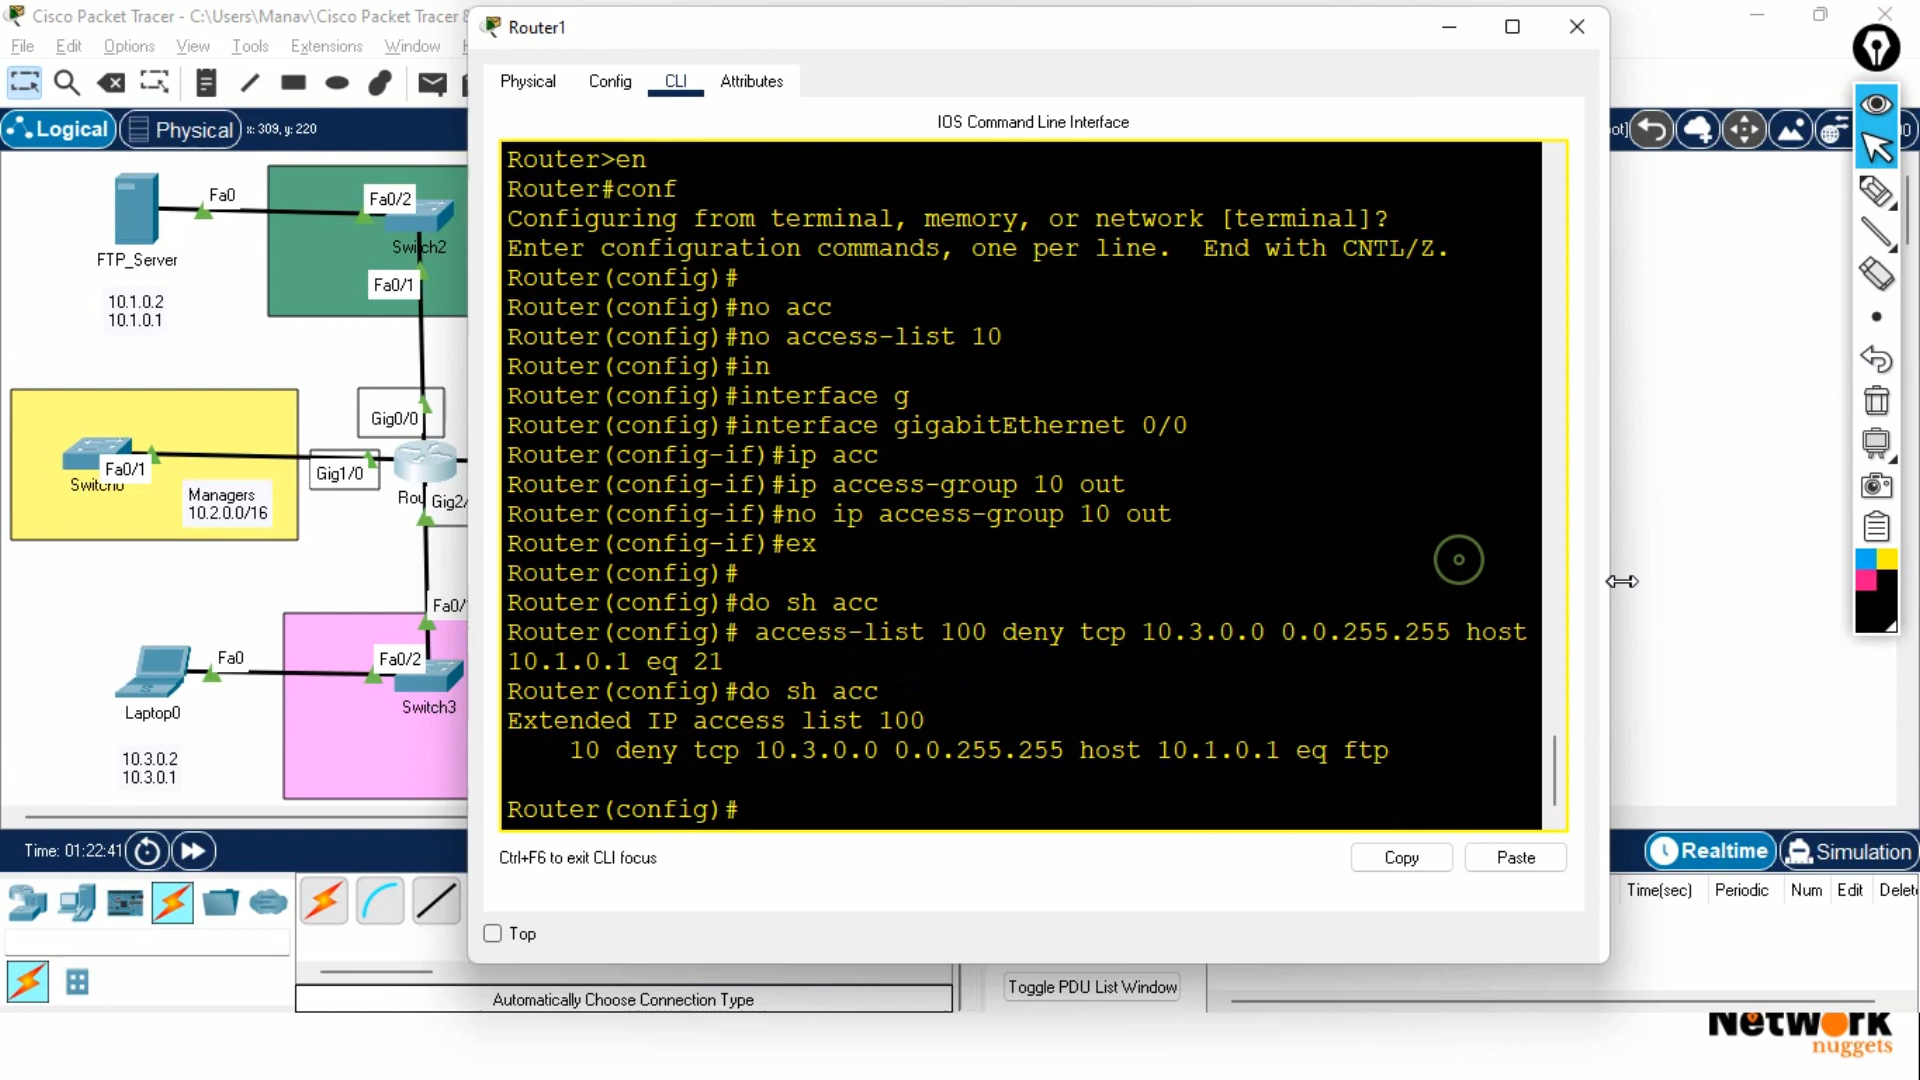 Cisco Packet Tracer - C:\Users\Manav\Cisco Packet Tracer 8
File Edit Options View Tools Extensions Window
Logical Physical x: 309, y: 220
Router1
Physical Config CLI Attributes
IOS Command Line Interface
Router>en
Router#conf
Configuring from terminal, memory, or network [terminal]?
Enter configuration commands, one per line.  End with CNTL/Z.
Router(config)#
Router(config)#no acc
Router(config)#no access-list 10
Router(config)#in
Router(config)#interface g
Router(config)#interface gigabitEthernet 0/0
Router(config-if)#ip acc
Router(config-if)#ip access-group 10 out
Router(config-if)#no ip access-group 10 out
Router(config-if)#ex
Router(config)#
Router(config)#do sh acc
Router(config)# access-list 100 deny tcp 10.3.0.0 0.0.255.255 host
10.1.0.1 eq 21
Router(config)#do sh acc
Extended IP access list 100
    10 deny tcp 10.3.0.0 0.0.255.255 host 10.1.0.1 eq ftp
Router(config)#
Ctrl+F6 to exit CLI focus
Copy
Paste
Top
Fa0
Fa0/2
Switch2
FTP_Server
Fa0/1
10.1.0.2
10.1.0.1
Gig0/0
Fa0/1
Gig1/0
Managers
10.2.0.0/16
Rou
Gig2/
Fa0/
Fa0
Fa0/2
Laptop0
Switch3
10.3.0.2
10.3.0.1
Time: 01:22:41
Realtime Simulation
Time(sec) Periodic Num Edit Delet
Automatically Choose Connection Type
Toggle PDU List Window
Network
nuggets